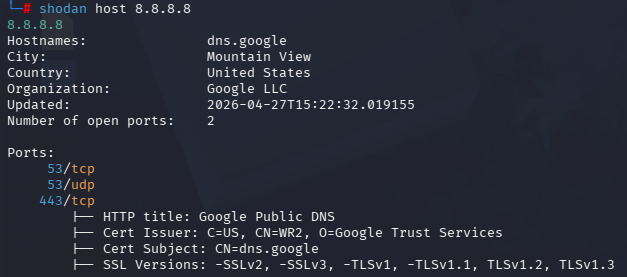 └─# shodan host 8.8.8.8
8.8.8.8
Hostnames: dns.google
City: Mountain View
Country: United States
Organization: Google LLC
Updated: 2026-04-27T15:22:32.019155
Number of open ports: 2
Ports:
53/tcp
53/udp
443/tcp
├── HTTP title: Google Public DNS
├── Cert Issuer: C=US, CN=WR2, O=Google Trust Services
├── Cert Subject: CN=dns.google
├── SSL Versions: -SSLv2, -SSLv3, -TLSv1, -TLSv1.1, TLSv1.2, TLSv1.3